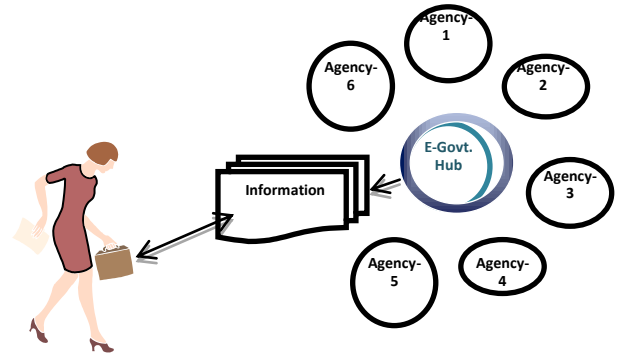 Agency-
1
Agency-
2
Agency-
6
E-Govt.
Hub
Agency-
3
Information
Agency-
5
Agency-
4